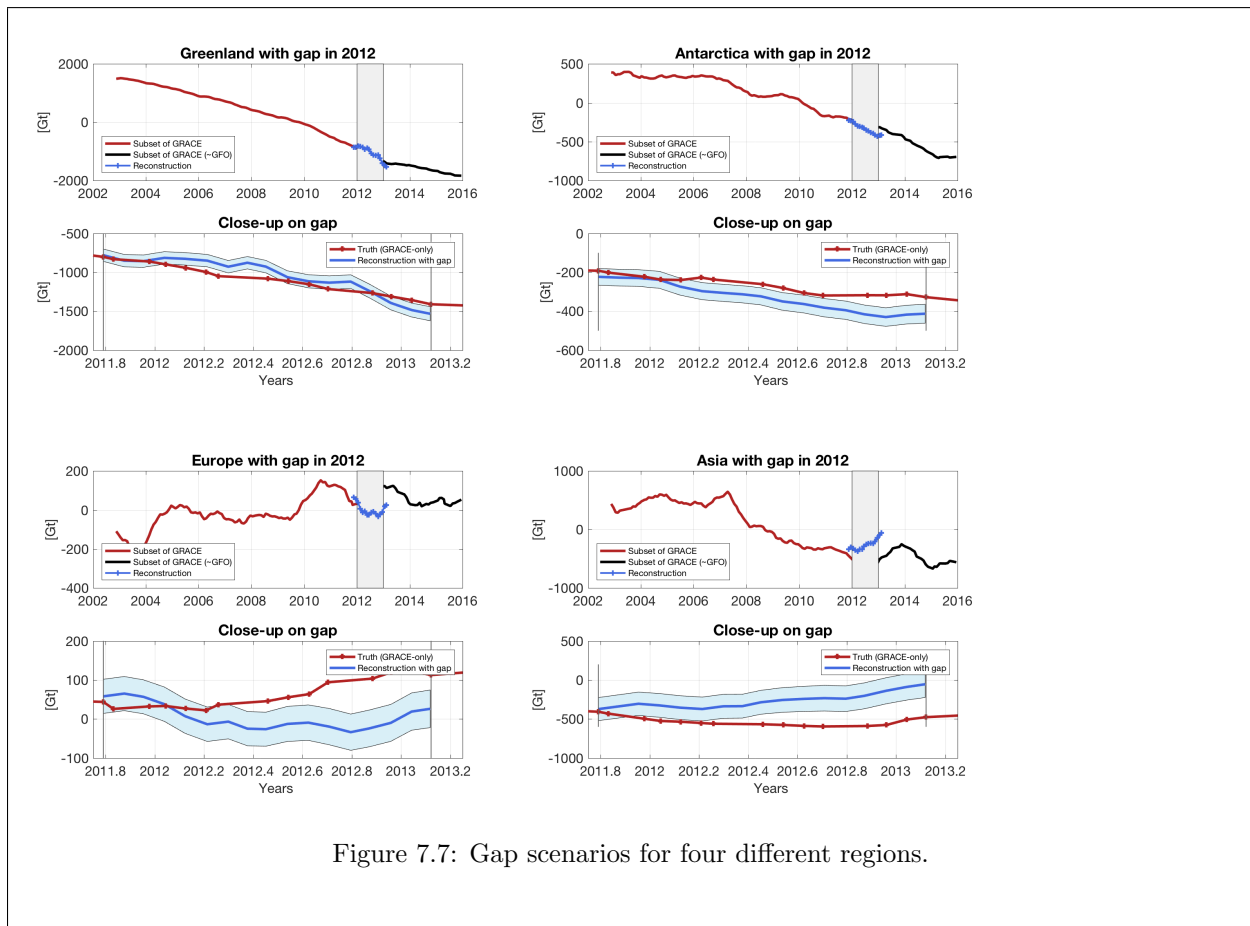 Greenland with gap in 2012
2000
0
-2000
[Gt]
Subset of GRACE
Subset of GRACE (~GFO)
Reconstruction
2002 2004 2006 2008 2010 2012 2014 2016
Close-up on gap
-500
-1000
-1500
-2000
[Gt]
Truth (GRACE-only)
Reconstruction with gap
2011.8 2012 2012.2 2012.4 2012.6 2012.8 2013 2013.2
Years
Antarctica with gap in 2012
500
0
-500
-1000
[Gt]
Subset of GRACE
Subset of GRACE (~GFO)
Reconstruction
2002 2004 2006 2008 2010 2012 2014 2016
Close-up on gap
0
-200
-400
-600
[Gt]
Truth (GRACE-only)
Reconstruction with gap
2011.8 2012 2012.2 2012.4 2012.6 2012.8 2013 2013.2
Years
Europe with gap in 2012
200
0
-200
-400
[Gt]
Subset of GRACE
Subset of GRACE (~GFO)
Reconstruction
2002 2004 2006 2008 2010 2012 2014 2016
Close-up on gap
200
100
0
-100
[Gt]
Truth (GRACE-only)
Reconstruction with gap
2011.8 2012 2012.2 2012.4 2012.6 2012.8 2013 2013.2
Years
Asia with gap in 2012
1000
0
-1000
[Gt]
Subset of GRACE
Subset of GRACE (~GFO)
Reconstruction
2002 2004 2006 2008 2010 2012 2014 2016
Close-up on gap
500
0
-500
-1000
[Gt]
Truth (GRACE-only)
Reconstruction with gap
2011.8 2012 2012.2 2012.4 2012.6 2012.8 2013 2013.2
Years
Figure 7.7: Gap scenarios for four different regions.